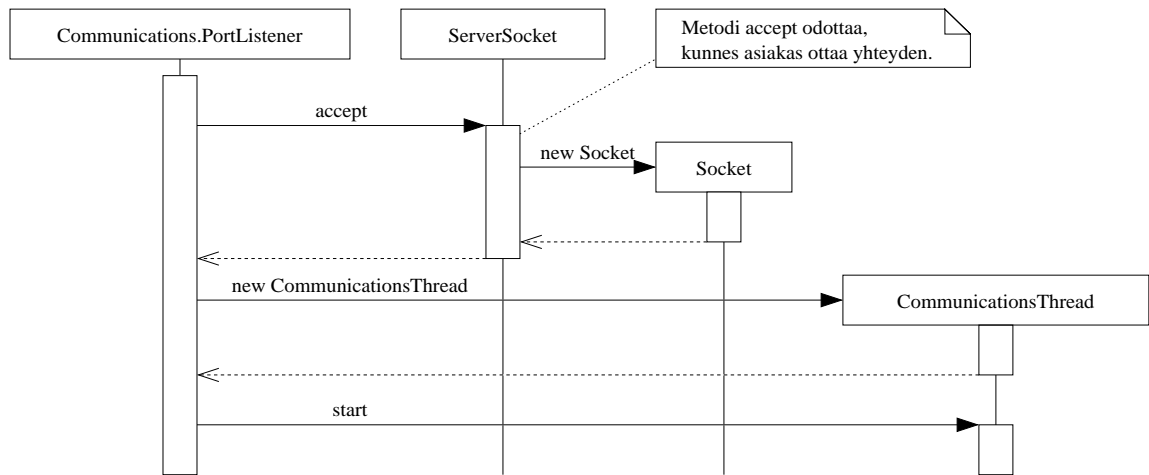 Communications.PortListener
ServerSocket
Metodi accept odottaa,
kunnes asiakas ottaa yhteyden.
accept
new Socket
Socket
new CommunicationsThread
CommunicationsThread
start